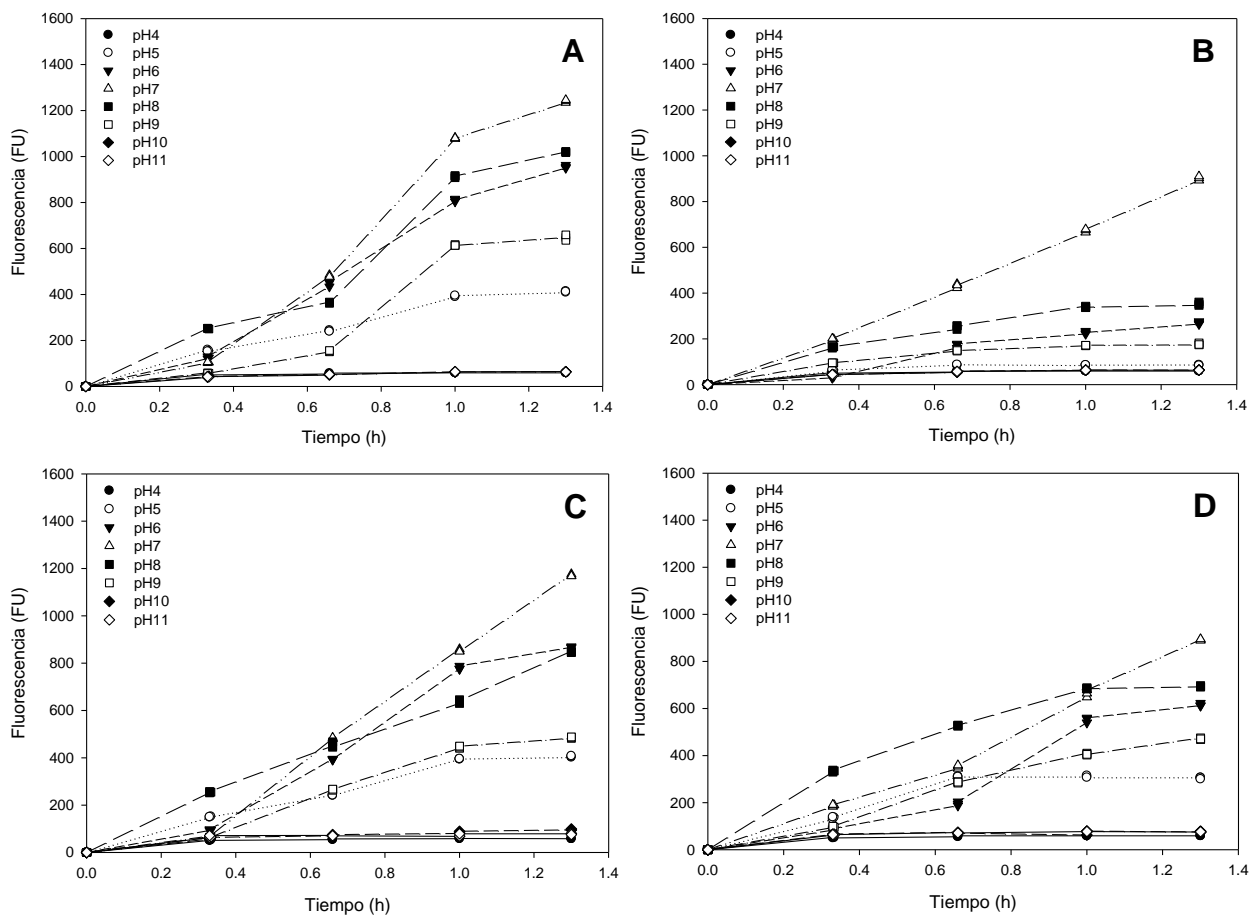 1600
1400
1200
1000
800
600
400
200
0
Fluorescencia (FU)
pH4
pH5
pH6
pH7
pH8
pH9
pH10
pH11
A
0.0 0.2 0.4 0.6 0.8 1.0 1.2 1.4
Tiempo (h)
1600
1400
1200
1000
800
600
400
200
0
Fluorescencia (FU)
pH4
pH5
pH6
pH7
pH8
pH9
pH10
pH11
B
0.0 0.2 0.4 0.6 0.8 1.0 1.2 1.4
Tiempo (h)
1600
1400
1200
1000
800
600
400
200
0
Fluorescencia (FU)
pH4
pH5
pH6
pH7
pH8
pH9
pH10
pH11
C
0.0 0.2 0.4 0.6 0.8 1.0 1.2 1.4
Tiempo (h)
1600
1400
1200
1000
800
600
400
200
0
Fluorescencia (FU)
pH4
pH5
pH6
pH7
pH8
pH9
pH10
pH11
D
0.0 0.2 0.4 0.6 0.8 1.0 1.2 1.4
Tiempo (h)